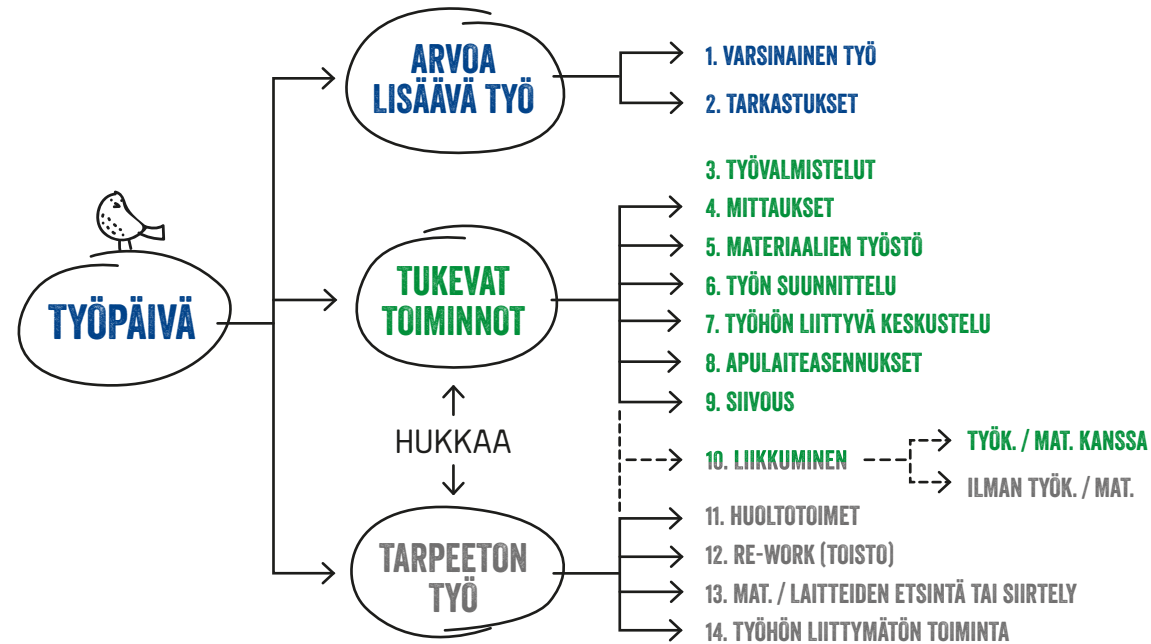 TYÖPÄIVÄ
ARVOA
LISÄÄVÄ TYÖ
1. VARSINAINEN TYÖ
2. TARKASTUKSET
TUKEVAT
TOIMINNOT
3. TYÖVALMISTELUT
4. MITTAUKSET
5. MATERIAALIEN TYÖSTÖ
6. TYÖN SUUNNITTELU
7. TYÖHÖN LIITTYVÄ KESKUSTELU
8. APULAITEASENNUKSET
9. SIIVOUS
HUKKAA
10. LIIKKUMINEN
TYÖK. / MAT. KANSSA
ILMAN TYÖK. / MAT.
TARPEETON
TYÖ
11. HUOLTOTOIMET
12. RE-WORK (TOISTO)
13. MAT. / LAITTEIDEN ETSINTÄ TAI SIIRTELY
14. TYÖHÖN LIITTYMÄTÖN TOIMINTA